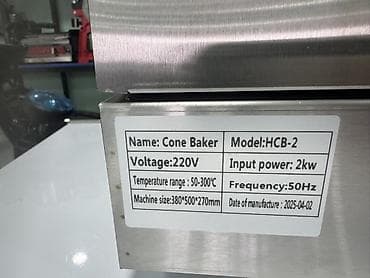 Name: Cone Baker Model:HCB-2
Voltage:220V Input power: 2kw
Temperature range : 50-300℃ Frequency:50Hz
Machine size:380*500*270mm Date of manufacture : 2025-04-02